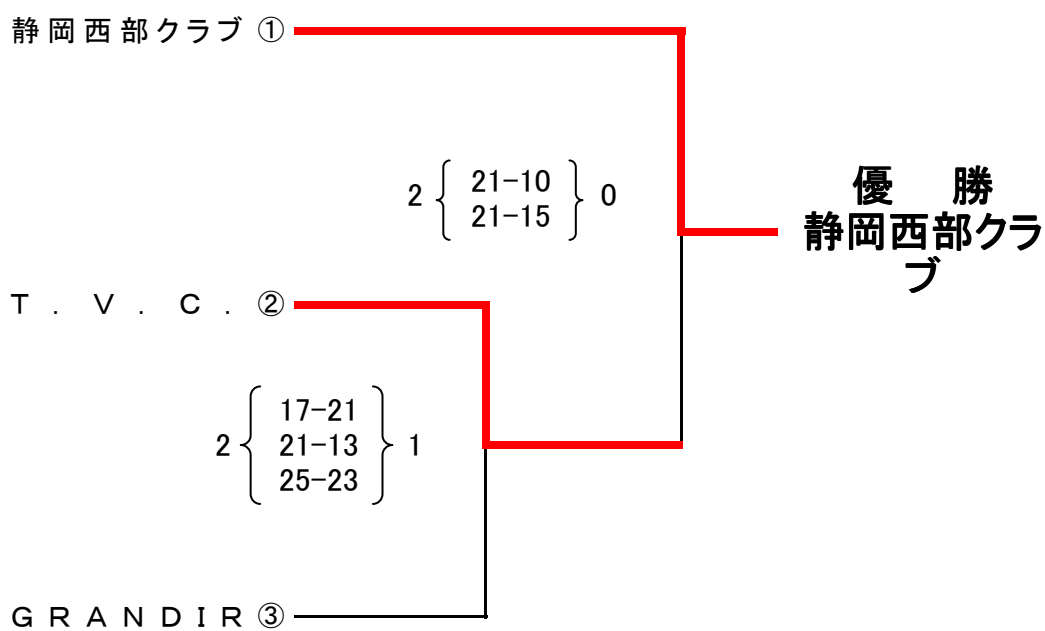 静岡西部クラブ ①
2 { 21-10 } 0
21-15
優 勝
静岡西部クラ
ブ
T . V . C . ②
17-21
2 { 21-13 } 1
25-23
GRANDIR ③